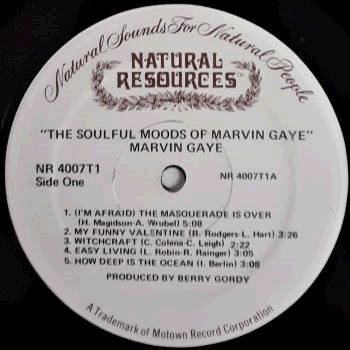 Natural Sounds For Natural People
NATURAL
RESOURCES
"THE SOULFUL MOODS OF MARVIN GAYE"
MARVIN GAYE
NR 4007T1
Side One
NR 4007T1A
1. (I'M AFRAID) THE MASQUERADE IS OVER
(H. Magidson-A. Wrubel) 5:08
2. MY FUNNY VALENTINE (R. Rodgers-L. Hart) 3:26
3. WITCHCRAFT (C. Colena-C. Leigh) 2:22
4. EASY LIVING (L. Robin-R. Rainger) 3:05
5. HOW DEEP IS THE OCEAN (I. Berlin) 3:08
PRODUCED BY BERRY GORDY
A Trademark of Motown Record Corporation